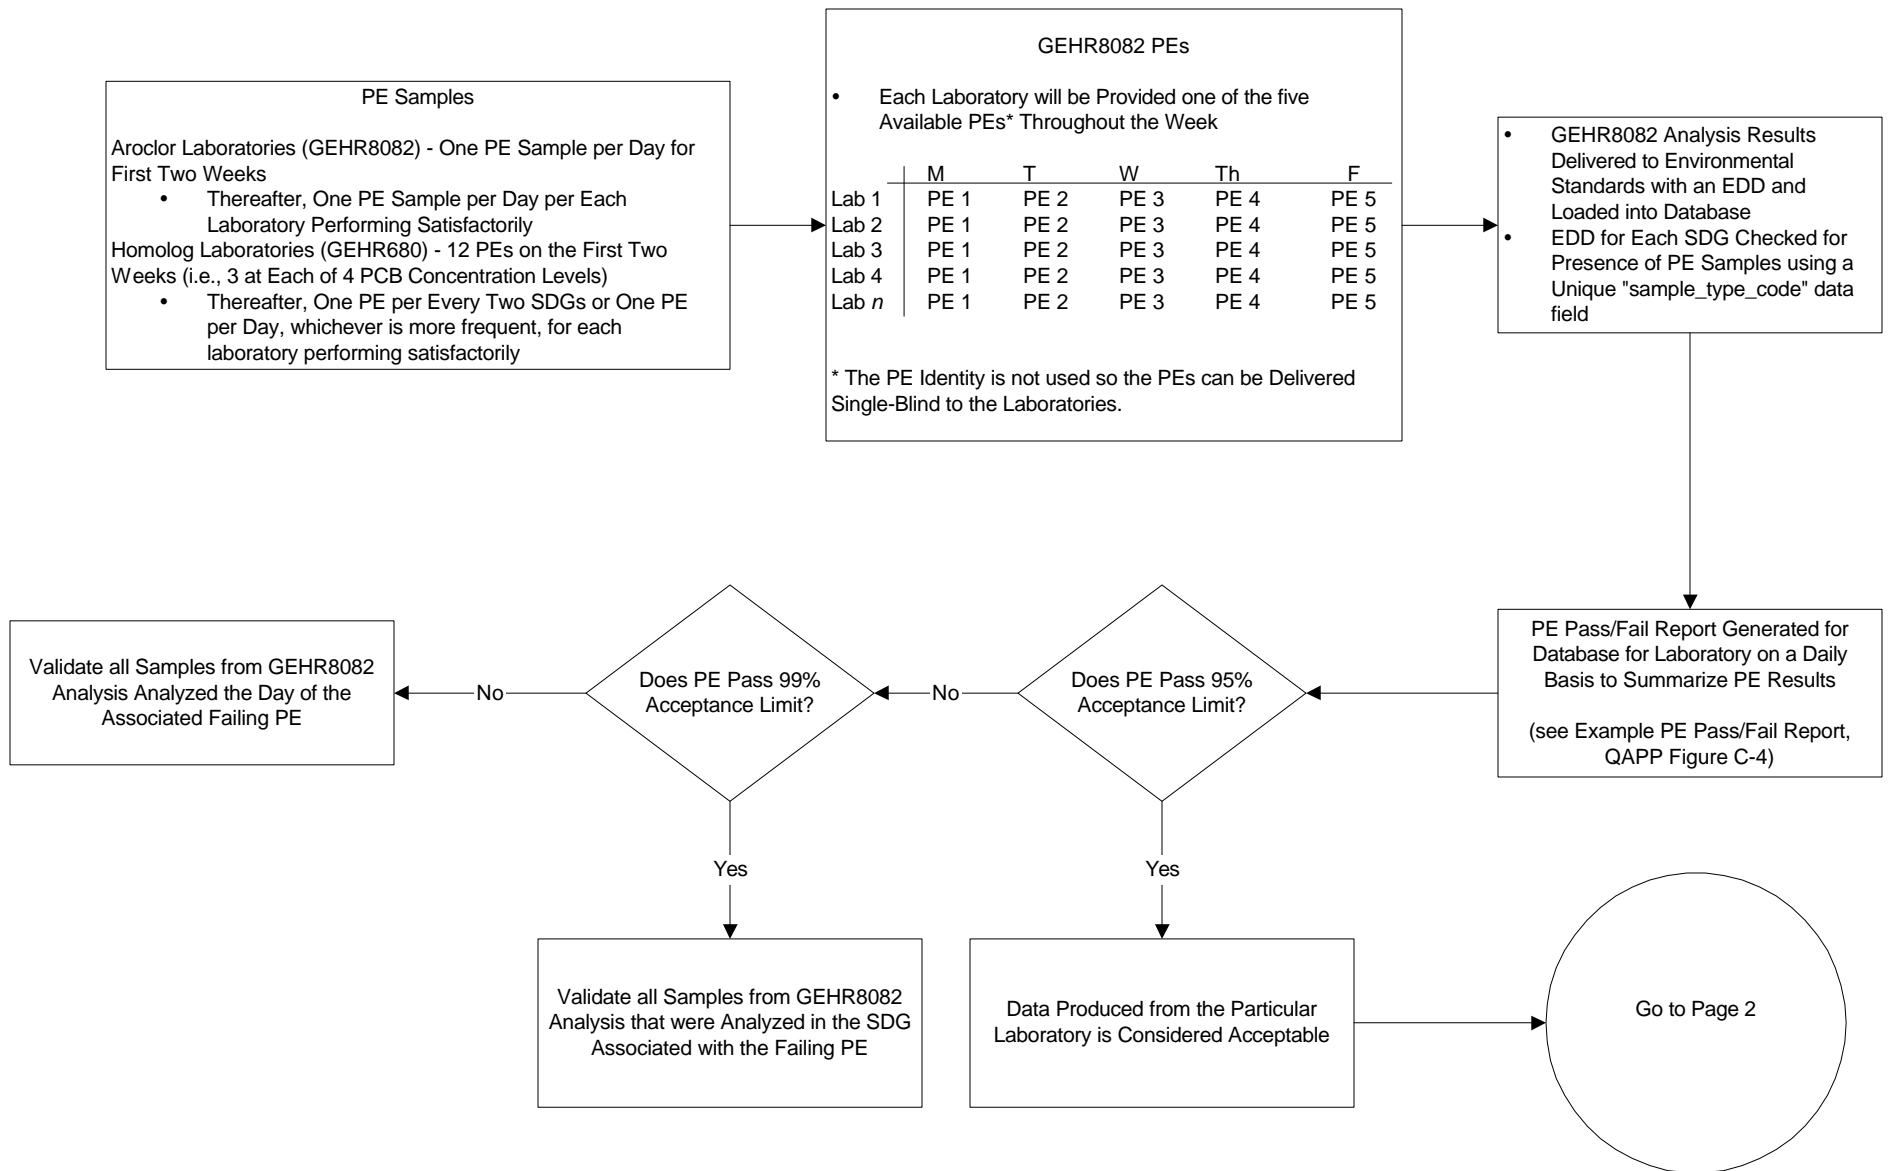 PE Samples
Aroclor Laboratories (GEHR8082) - One PE Sample per Day for
First Two Weeks
• Thereafter, One PE Sample per Day per Each
Laboratory Performing Satisfactorily
Homolog Laboratories (GEHR680) - 12 PEs on the First Two
Weeks (i.e., 3 at Each of 4 PCB Concentration Levels)
• Thereafter, One PE per Every Two SDGs or One PE
per Day, whichever is more frequent, for each
laboratory performing satisfactorily
GEHR8082 PEs
• Each Laboratory will be Provided one of the five
Available PEs* Throughout the Week
M T W Th F
Lab 1 PE 1 PE 2 PE 3 PE 4 PE 5
Lab 2 PE 1 PE 2 PE 3 PE 4 PE 5
Lab 3 PE 1 PE 2 PE 3 PE 4 PE 5
Lab 4 PE 1 PE 2 PE 3 PE 4 PE 5
Lab n PE 1 PE 2 PE 3 PE 4 PE 5
* The PE Identity is not used so the PEs can be Delivered
Single-Blind to the Laboratories.
• GEHR8082 Analysis Results
Delivered to Environmental
Standards with an EDD and
Loaded into Database
• EDD for Each SDG Checked for
Presence of PE Samples using a
Unique "sample_type_code" data
field
PE Pass/Fail Report Generated for
Database for Laboratory on a Daily
Basis to Summarize PE Results
(see Example PE Pass/Fail Report,
QAPP Figure C-4)
Does PE Pass 95%
Acceptance Limit?
No
Does PE Pass 99%
Acceptance Limit?
No
Validate all Samples from GEHR8082
Analysis Analyzed the Day of the
Associated Failing PE
Yes
Validate all Samples from GEHR8082
Analysis that were Analyzed in the SDG
Associated with the Failing PE
Yes
Data Produced from the Particular
Laboratory is Considered Acceptable
Go to Page 2